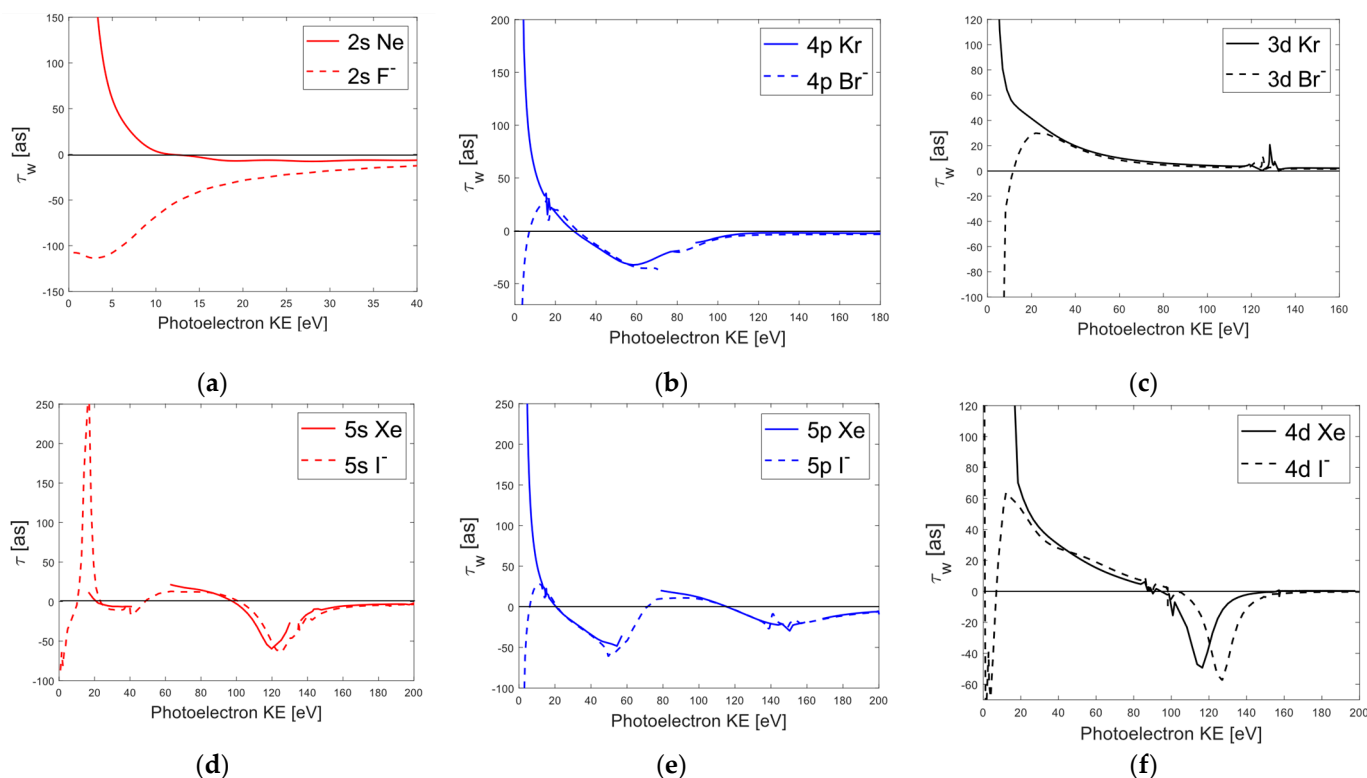 150
100
50
0
-50
-100
150
τw [as]
2s Ne
2s F-
0 5 10 15 20 25 30 35 40
Photoelectron KE [eV]
(a)
200
150
100
50
0
-50
τw [as]
4p Kr
4p Br-
0 20 40 60 80 100 120 140 160 180
Photoelectron KE [eV]
(b)
120
100
80
60
40
20
0
-20
-40
-60
-80
-100
τw [as]
3d Kr
3d Br-
0 20 40 60 80 100 120 140 160
Photoelectron KE [eV]
(c)
250
200
150
100
50
0
-50
-100
τ [as]
5s Xe
5s I-
0 20 40 60 80 100 120 140 160 180 200
Photoelectron KE [eV]
(d)
250
200
150
100
50
0
-50
-100
τw [as]
5p Xe
5p I-
0 20 40 60 80 100 120 140 160 180 200
Photoelectron KE [eV]
(e)
120
100
80
60
40
20
0
-20
-40
-60
τw [as]
4d Xe
4d I-
0 20 40 60 80 100 120 140 160 180 200
Photoelectron KE [eV]
(f)